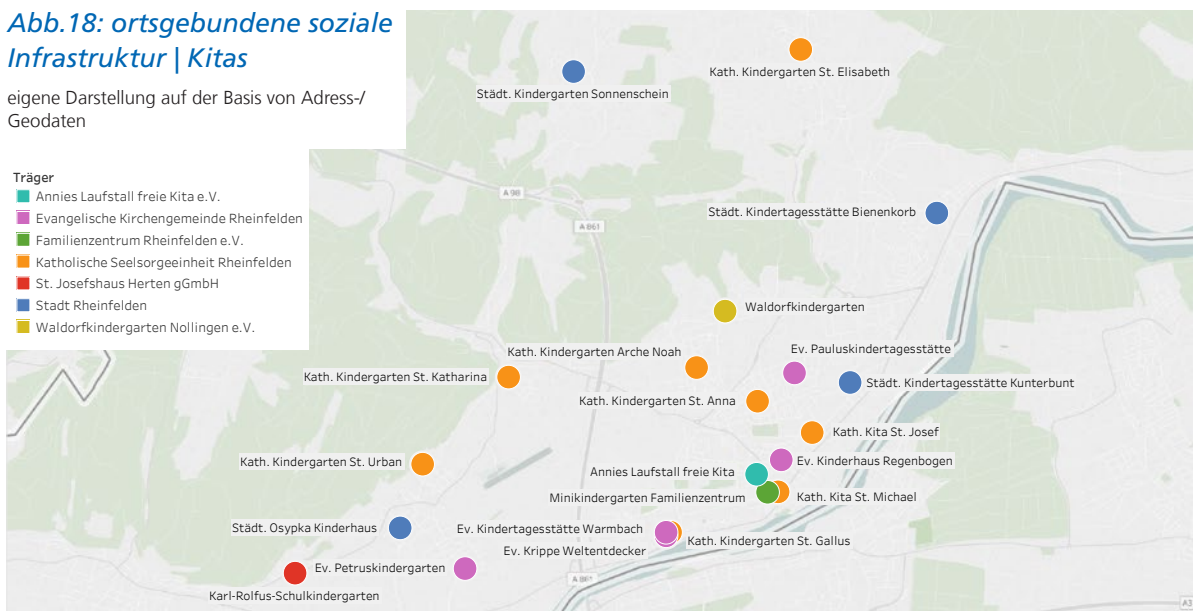 Abb.18: ortsgebundene soziale
Infrastruktur | Kitas
eigene Darstellung auf der Basis von Adress-/
Geodaten
Träger
Annies Laufstall freie Kita e.V.
Evangelische Kirchengemeinde Rheinfelden
Familienzentrum Rheinfelden e.V.
Katholische Seelsorgeeinheit Rheinfelden
St. Josefshaus Herten gGmbH
Stadt Rheinfelden
Waldorfkindergarten Nollingen e.V.
Kath. Kindergarten St. Elisabeth
Städt. Kindergarten Sonnenschein
A 98
A 861
Städt. Kindertagesstätte Bienenkorb
Waldorfkindergarten
Kath. Kindergarten Arche Noah
Ev. Pauluskindertagesstätte
Kath. Kindergarten St. Katharina
Städt. Kindertagesstätte Kunterbunt
Kath. Kindergarten St. Anna
Kath. Kita St. Josef
Kath. Kindergarten St. Urban
Ev. Kinderhaus Regenbogen
Annies Laufstall freie Kita
Minikindergarten Familienzentrum
Kath. Kita St. Michael
Städt. Osypka Kinderhaus
Ev. Kindertagesstätte Warmbach
Kath. Kindergarten St. Gallus
Ev. Krippe Weltentdecker
Ev. Petruskindergarten
A 861
Karl-Rolfus-Schulkindergarten
A3